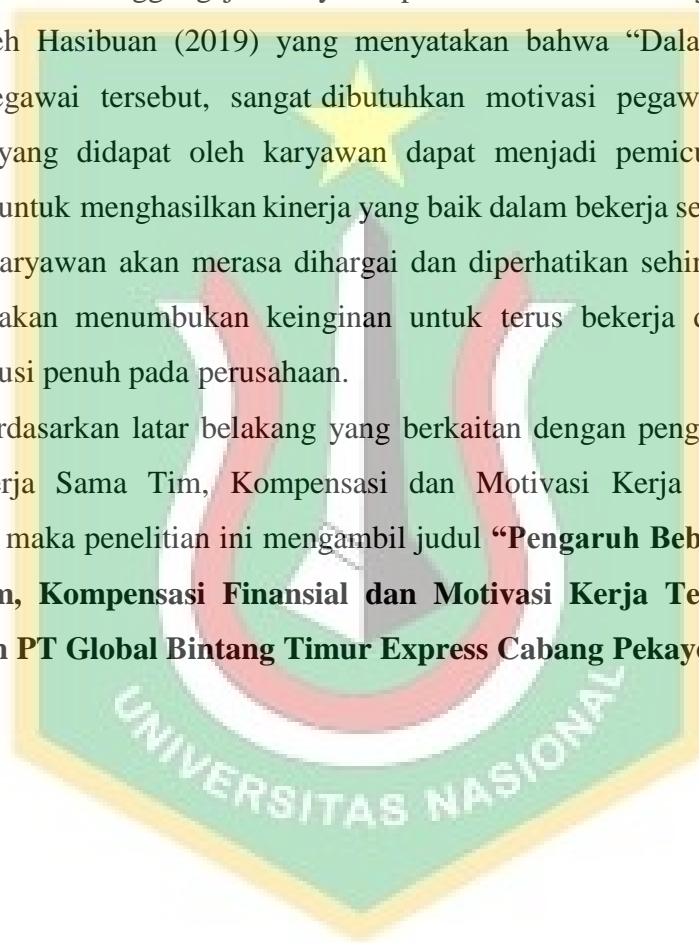 eh Hasibuan (2019) yang menyatakan bahwa “Dala
egawai tersebut, sangat dibutuhkan motivasi pegaw
yang didapat oleh karyawan dapat menjadi pemicu
untuk menghasilkan kinerja yang baik dalam bekerja se
aryawan akan merasa dihargai dan diperhatikan sehin
akan menumbukan keinginan untuk terus bekerja
usi penuh pada perusahaan.
rdasarkan latar belakang yang berkaitan dengan peng
erja Sama Tim, Kompensasi dan Motivasi Kerja
maka penelitian ini mengambil judul “Pengaruh Beb
m, Kompensasi Finansial dan Motivasi Kerja Te
n PT Global Bintang Timur Express Cabang Pekay
UNIVERSITAS NASIONAL